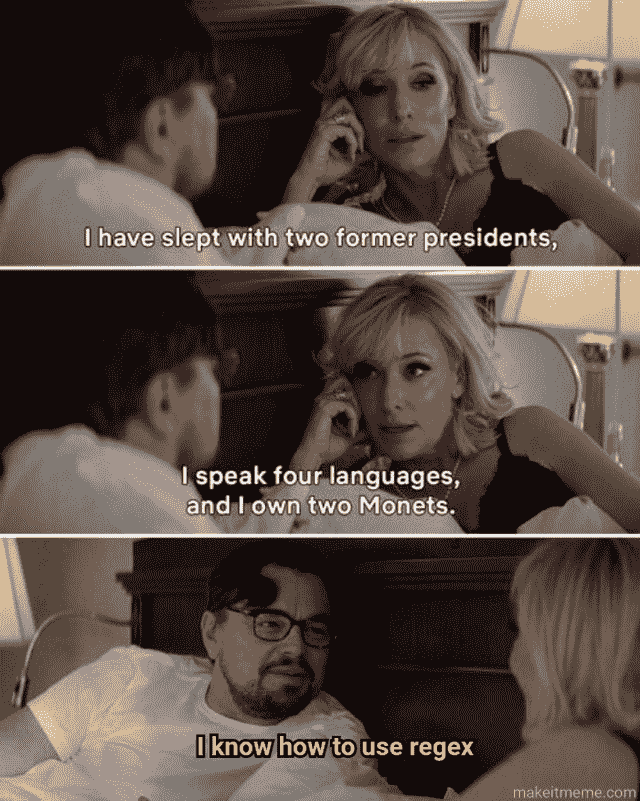 I have slept with two former presidents,
I speak four languages,
and I own two Monets.
I know how to use regex
makeitmeme.com